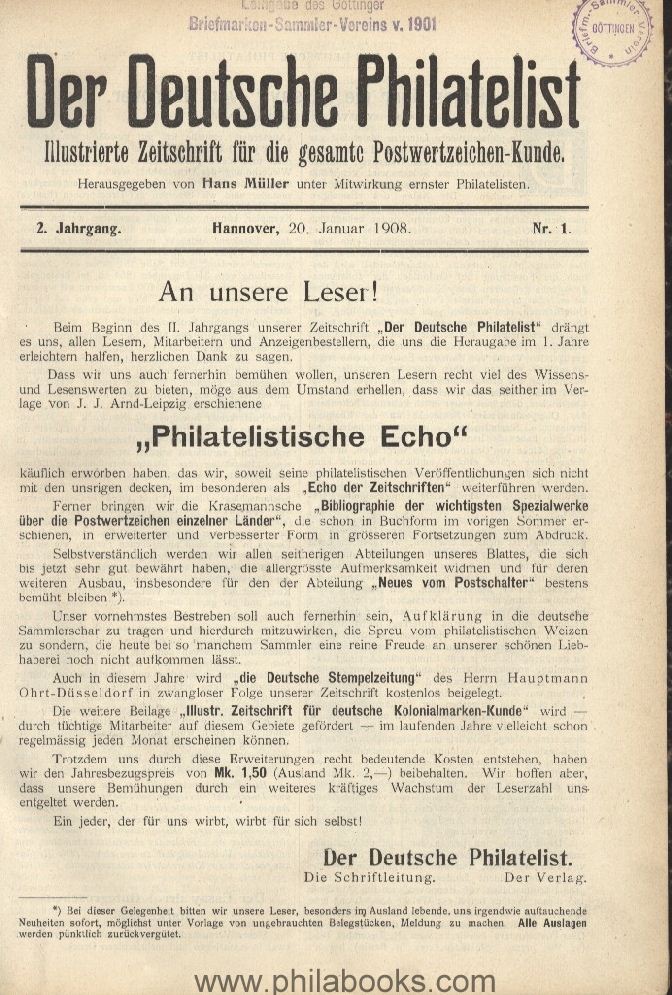 Leihgabe des Göttinger
Briefmarken-Sammler-Vereins v. 1901
Briefm.-Sammler Verein
GÖTTINGEN
Der Deutsche Philatelist
Illustrierte Zeitschrift für die gesamte Postwertzeichen-Kunde.
Herausgegeben von Hans Müller unter Mitwirkung ernster Philatelisten.
2. Jahrgang. Hannover, 20. Januar 1908. Nr. 1.
An unsere Leser!
Beim Beginn des II. Jahrgangs unserer Zeitschrift „Der Deutsche Philatelist“ drängt
es uns, allen Lesern, Mitarbeitern und Anzeigenbestellern, die uns die Herausgabe im 1. Jahre
erleichtern halfen, herzlichen Dank zu sagen.
Dass wir uns auch fernerhin bemühen wollen, unseren Lesern recht viel des Wissens-
und Lesenswerten zu bieten, möge aus dem Umstand erhellen, dass wir das seither im Ver-
lage von J. J. Arnd-Leipzig erschienene
„Philatelistische Echo“
käuflich erworben haben, das wir, soweit seine philatelistischen Veröffentlichungen sich nicht
mit den unsrigen decken, im besonderen als „Echo der Zeitschriften“ weiterführen werden.
Ferner bringen wir die Krasemannsche „Bibliographie der wichtigsten Spezialwerke
über die Postwertzeichen einzelner Länder“, die schon in Buchform im vorigen Sommer er-
schienen, in erweiterter und verbesserter Form in grösseren Fortsetzungen zum Abdruck.
Selbstverständlich werden wir allen seitherigen Abteilungen unseres Blattes, die sich
bis jetzt sehr gut bewährt haben, die allergrösste Aufmerksamkeit widmen und für deren
weiteren Ausbau, insbesondere für den der Abteilung „Neues vom Postschalter“ bestens
bemüht bleiben *).
Unser vornehmstes Bestreben soll auch fernerhin sein, Aufklärung in die deutsche
Sammlerschar zu tragen und hierdurch mitzuwirken, die Spreu vom philatelistischen Weizen
zu sondern, die heute bei so manchem Sammler eine reine Freude an unserer schönen Lieb-
haberei noch nicht aufkommen lässt.
Auch in diesem Jahre wird „die Deutsche Stempelzeitung“ des Herrn Hauptmann
Ohrt-Düsseldorf in zwangloser Folge unserer Zeitschrift kostenlos beigelegt.
Die weitere Beilage „Illustr. Zeitschrift für deutsche Kolonialmarken-Kunde“ wird —
durch tüchtige Mitarbeiter auf diesem Gebiete gefördert — im laufenden Jahre vielleicht schon
regelmässig jeden Monat erscheinen können.
Trotzdem uns durch diese Erweiterungen recht bedeutende Kosten entstehen, haben
wir den Jahresbezugspreis von Mk. 1,50 (Ausland Mk. 2,—) beibehalten. Wir hoffen aber,
dass unsere Bemühungen durch ein weiteres kräftiges Wachstum der Leserzahl uns
entgeltet werden.
Ein jeder, der für uns wirbt, wirbt für sich selbst!
Der Deutsche Philatelist.
Die Schriftleitung. Der Verlag.
*) Bei dieser Gelegenheit bitten wir unsere Leser, besonders im Ausland lebende, uns irgendwie auftauchende
Neuheiten sofort, möglichst unter Vorlage von ungebrauchten Belegstücken, Meldung zu machen. Alle Auslagen
werden pünktlich zurückvergütet.
www.philabooks.com